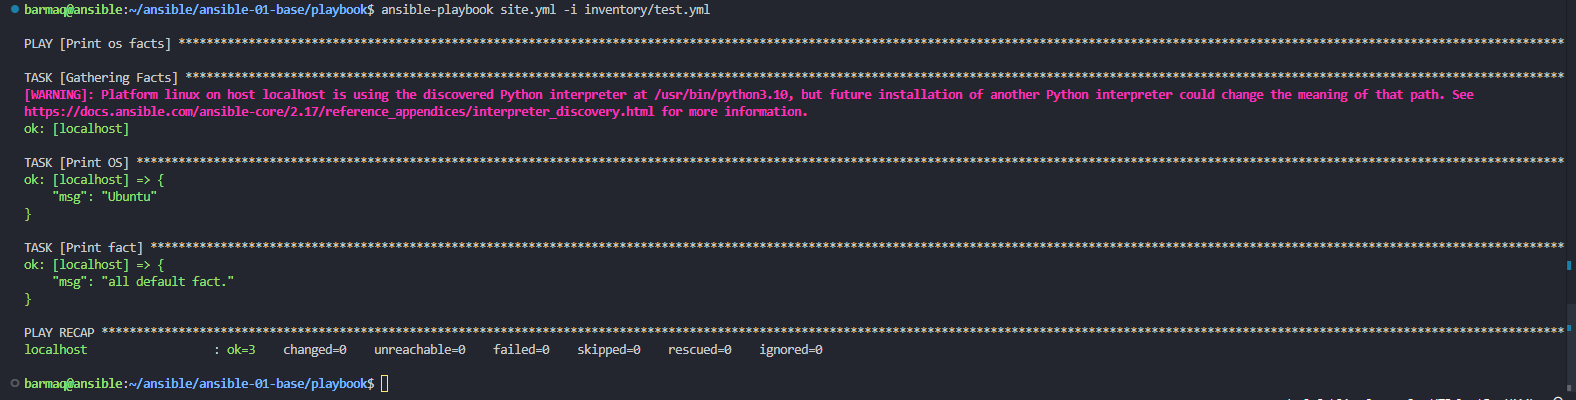 barmaq@ansible:~/ansible/ansible-01-base/playbook$ ansible-playbook site.yml -i inventory/test.yml
PLAY [Print os facts] ****************************************************************************************************
TASK [Gathering Facts] ****************************************************************************************************
[WARNING]: Platform linux on host localhost is using the discovered Python interpreter at /usr/bin/python3.10, but future installation of another Python interpreter could change the meaning of that path. See
https://docs.ansible.com/ansible-core/2.17/reference_appendices/interpreter_discovery.html for more information.
ok: [localhost]
TASK [Print OS] ****************************************************************************************************
ok: [localhost] => {
    "msg": "Ubuntu"
}
TASK [Print fact] ****************************************************************************************************
ok: [localhost] => {
    "msg": "all default fact."
}
PLAY RECAP ****************************************************************************************************
localhost                  : ok=3    changed=0    unreachable=0    failed=0    skipped=0    rescued=0    ignored=0
barmaq@ansible:~/ansible/ansible-01-base/playbook$